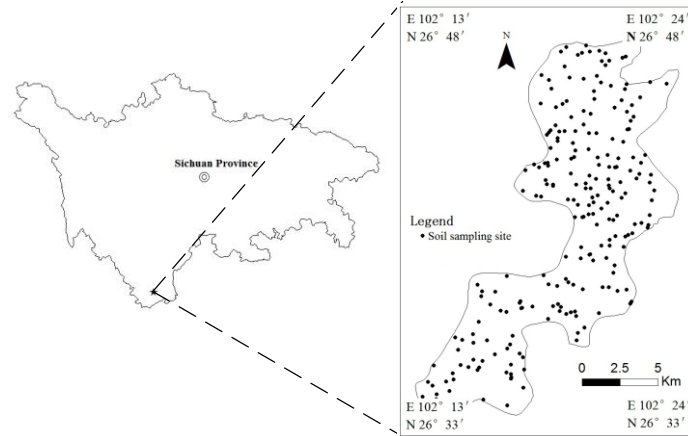 E 102° 13′
N 26° 48′
E 102° 24′
N 26° 48′
N
Sichuan Province
Legend
Soil sampling site
0 2.5 5
Km
E 102° 13′
N 26° 33′
E 102° 24′
N 26° 33′